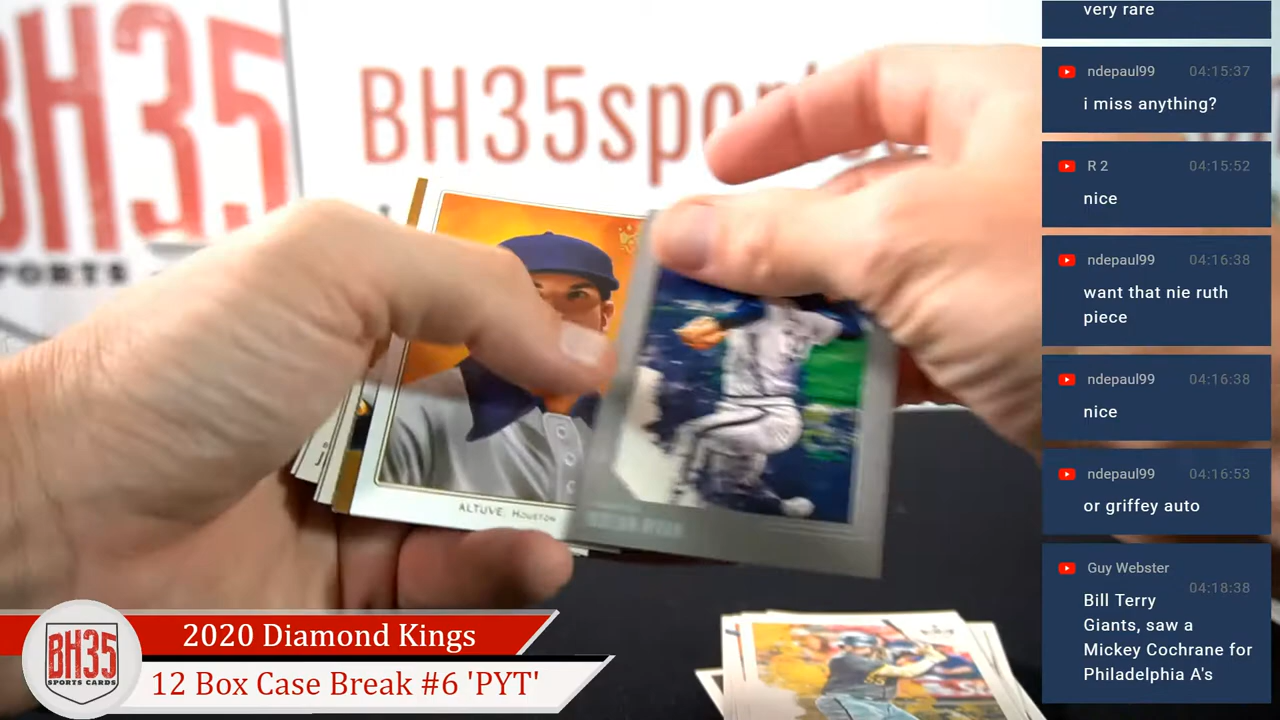 BH35
SPORTS
BH35spor
very rare
ndepaul99 04:15:37
i miss anything?
R 2 04:15:52
nice
ndepaul99 04:16:38
want that nie ruth
piece
ndepaul99 04:16:38
nice
ndepaul99 04:16:53
or griffey auto
Guy Webster 04:18:38
Bill Terry
Giants, saw a
Mickey Cochrane for
Philadelphia A's
ALTUVE, HOUSTON
2020 Diamond Kings
12 Box Case Break #6 'PYT'
BH35
SPORTS CARDS